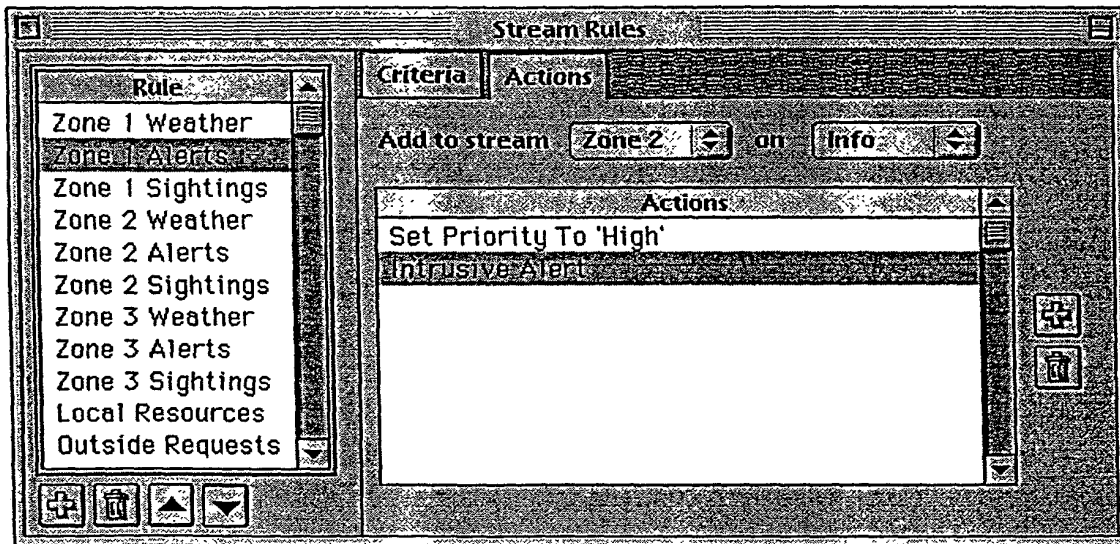 Stream Rules
Rule
Zone 1 Weather
Zone 1 Alerts
Zone 1 Sightings
Zone 2 Weather
Zone 2 Alerts
Zone 2 Sightings
Zone 3 Weather
Zone 3 Alerts
Zone 3 Sightings
Local Resources
Outside Requests
Criteria Actions
Add to stream Zone 2 on Info
Actions
Set Priority To 'High'
Intrusive Alert